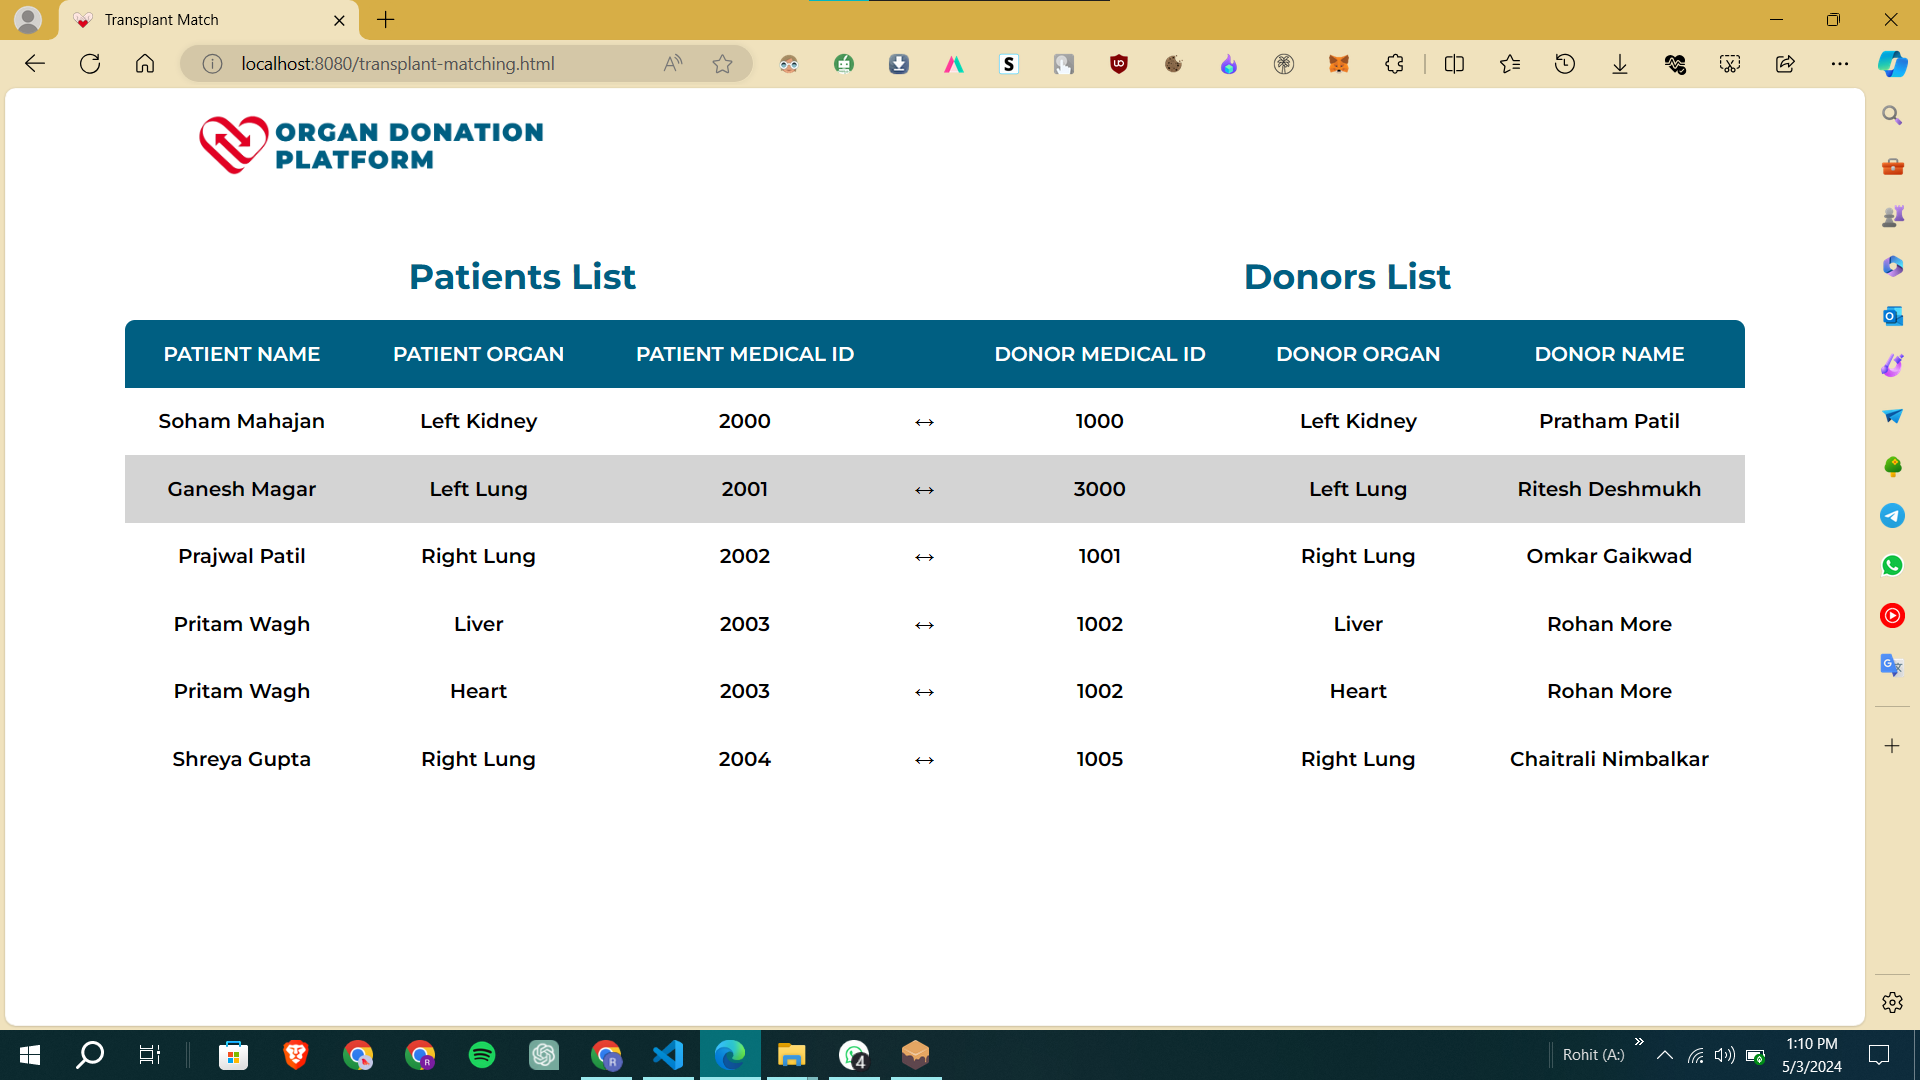 Transplant Match
localhost:8080/transplant-matching.html
ORGAN DONATION
PLATFORM
Patients List
Donors List
PATIENT NAME PATIENT ORGAN PATIENT MEDICAL ID DONOR MEDICAL ID DONOR ORGAN DONOR NAME
Soham Mahajan Left Kidney 2000 ↔ 1000 Left Kidney Pratham Patil
Ganesh Magar Left Lung 2001 ↔ 3000 Left Lung Ritesh Deshmukh
Prajwal Patil Right Lung 2002 ↔ 1001 Right Lung Omkar Gaikwad
Pritam Wagh Liver 2003 ↔ 1002 Liver Rohan More
Pritam Wagh Heart 2003 ↔ 1002 Heart Rohan More
Shreya Gupta Right Lung 2004 ↔ 1005 Right Lung Chaitrali Nimbalkar
Rohit (A:)
1:10 PM
5/3/2024
4